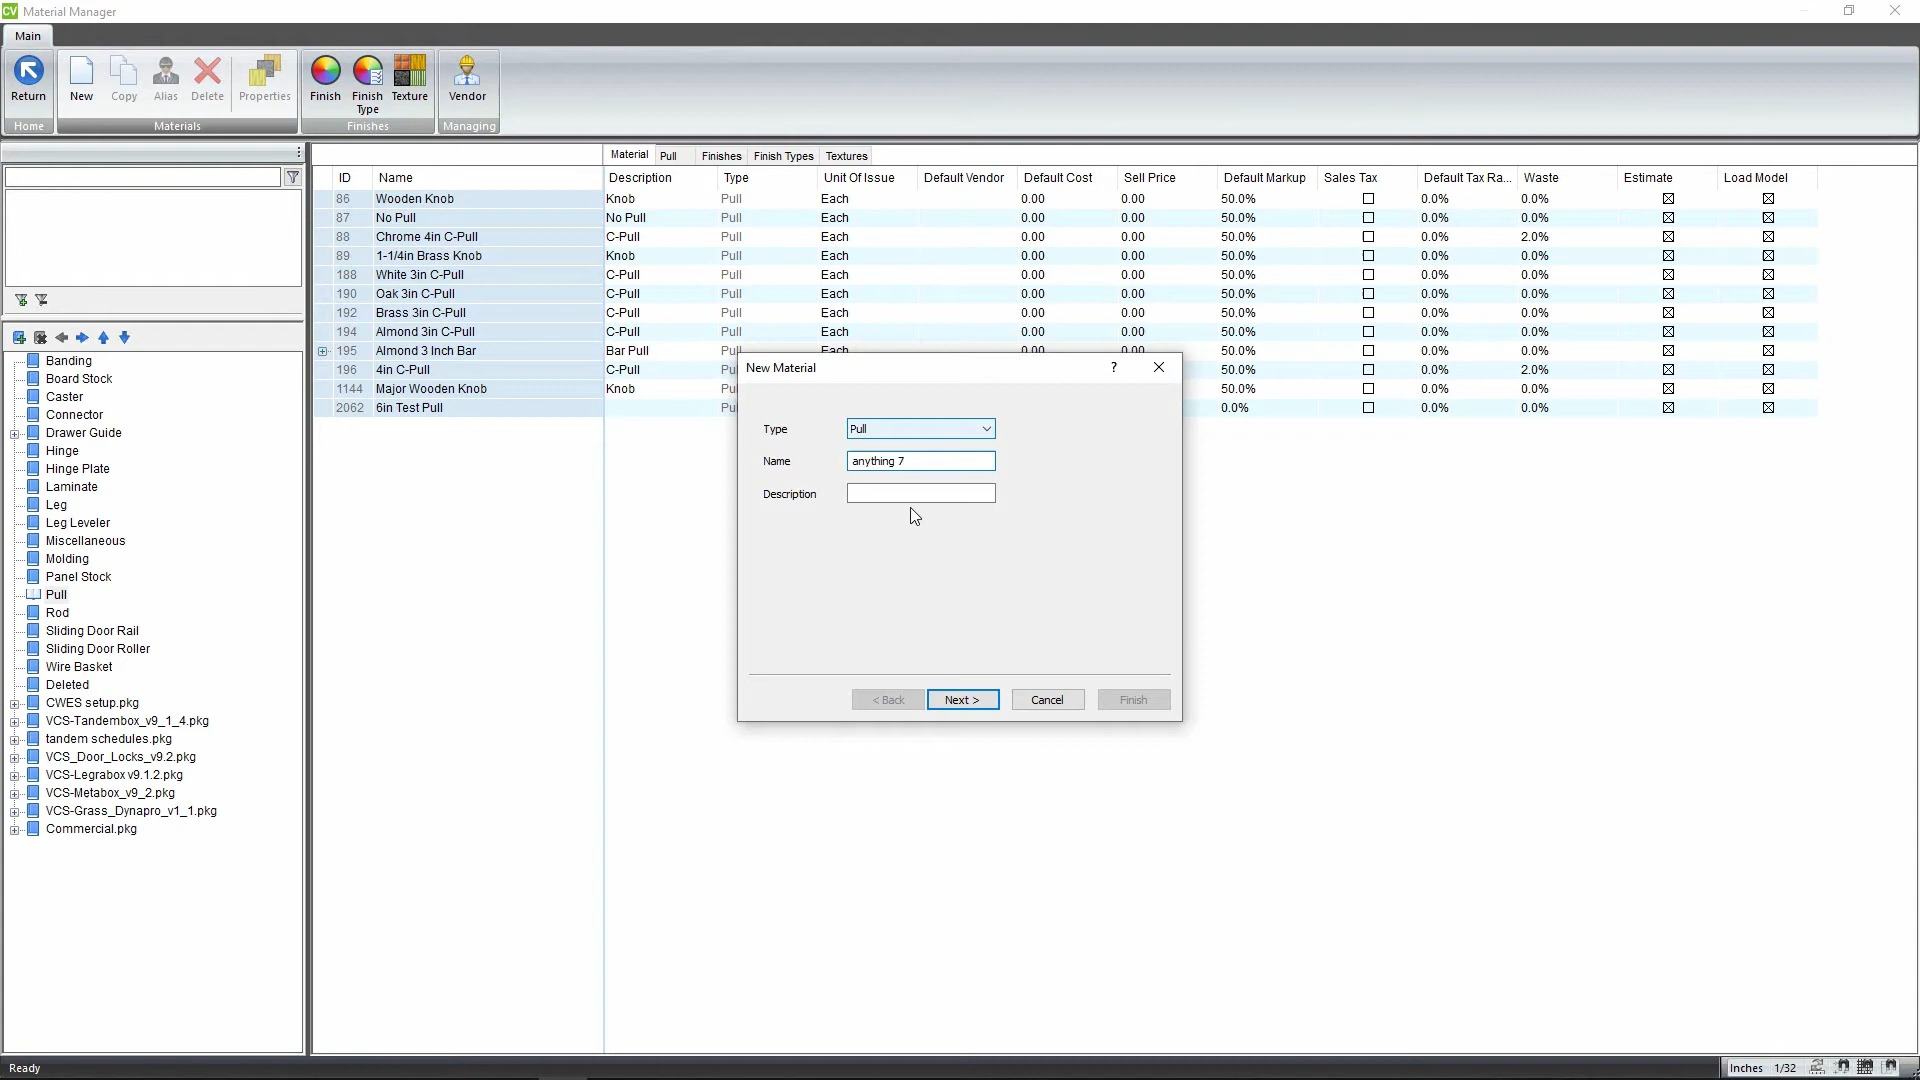 CV Material Manager
Main
Return New Copy Alias Delete Properties Finish Finish Type Texture Vendor
Home Materials Finishes Managing
Material Pull Finishes Finish Types Textures
ID Name Description Type Unit Of Issue Default Vendor Default Cost Sell Price Default Markup Sales Tax Default Tax Ra... Waste Estimate Load Model
86 Wooden Knob Knob Pull Each 0.00 0.00 50.0% 0.0% 0.0%
87 No Pull No Pull Pull Each 0.00 0.00 50.0% 0.0% 0.0%
88 Chrome 4in C-Pull C-Pull Pull Each 0.00 0.00 50.0% 0.0% 2.0%
89 1-1/4in Brass Knob Knob Pull Each 0.00 0.00 50.0% 0.0% 0.0%
188 White 3in C-Pull C-Pull Pull Each 0.00 0.00 50.0% 0.0% 0.0%
190 Oak 3in C-Pull C-Pull Pull Each 0.00 0.00 50.0% 0.0% 0.0%
192 Brass 3in C-Pull C-Pull Pull Each 0.00 0.00 50.0% 0.0% 0.0%
194 Almond 3in C-Pull C-Pull Pull Each 0.00 0.00 50.0% 0.0% 0.0%
195 Almond 3 Inch Bar Bar Pull Pull Each 0.00 0.00 50.0% 0.0% 0.0%
196 4in C-Pull C-Pull Pu 50.0% 0.0% 2.0%
1144 Major Wooden Knob Knob Pu 50.0% 0.0% 0.0%
2062 6in Test Pull Pu 0.0% 0.0% 0.0%
Banding
Board Stock
Caster
Connector
Drawer Guide
Hinge
Hinge Plate
Laminate
Leg
Leg Leveler
Miscellaneous
Molding
Panel Stock
Pull
Rod
Sliding Door Rail
Sliding Door Roller
Wire Basket
Deleted
CWES setup.pkg
VCS-Tandembox_v9_1_4.pkg
tandem schedules.pkg
VCS_Door_Locks_v9.2.pkg
VCS-Legrabox v9.1.2.pkg
VCS-Metabox_v9_2.pkg
VCS-Grass_Dynapro_v1_1.pkg
Commercial.pkg
New Material ?
Type Pull
Name anything 7
Description
< Back Next > Cancel Finish
Ready Inches 1/32